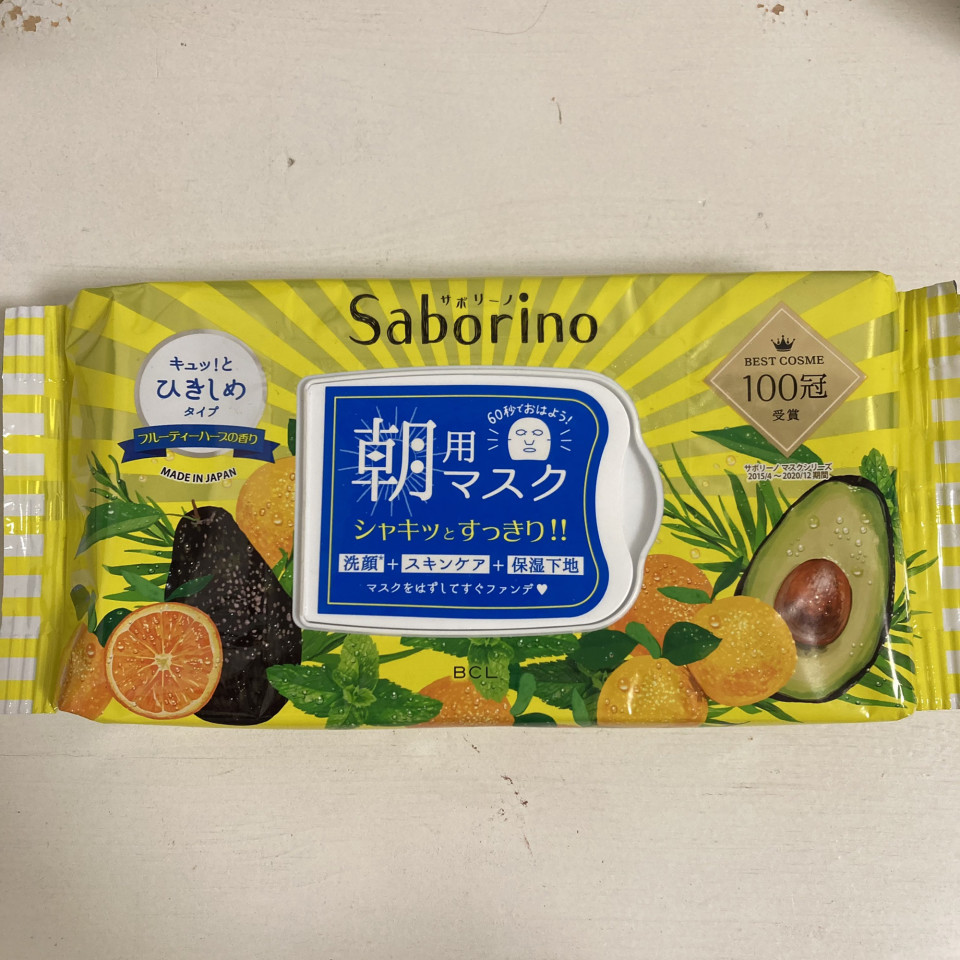 サボリーノ
Saborino
キュッ!と
ひきしめ
タイプ
フルーティーハーブの香り
MADE IN JAPAN
60秒でおはよう!
朝用
マスク
シャキッとすっきり!!
洗顔*+スキンケア+保湿下地
マスクをはずしてすぐファンデ♥
BCL
BEST COSME
100冠
受賞
サボリーノ マスクシリーズ
2015/4~2020/12期間